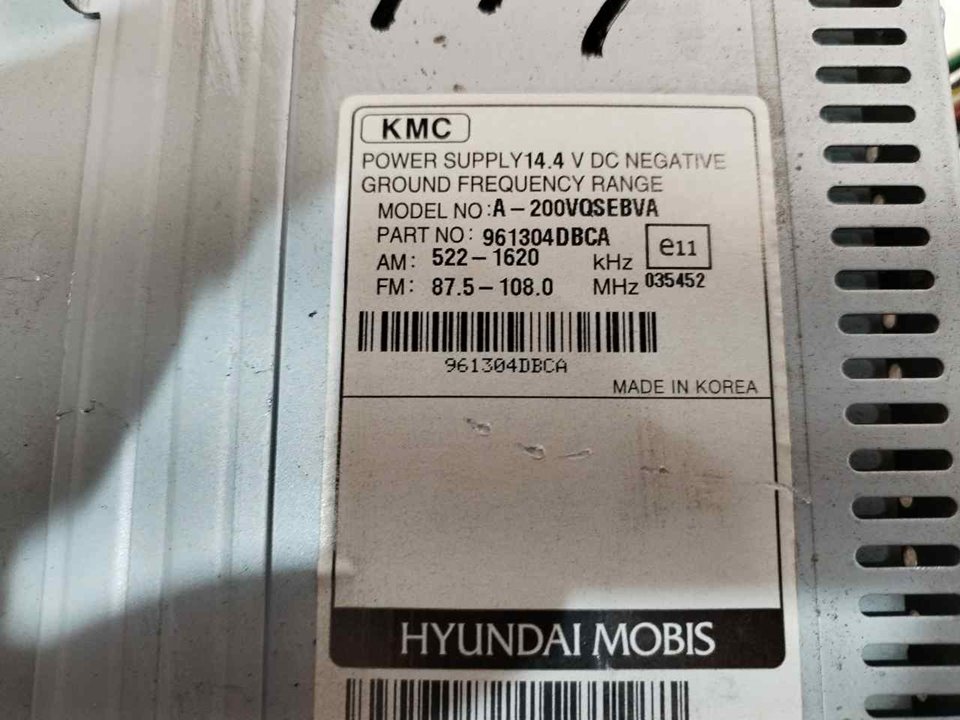 KMC
POWER SUPPLY14.4 V DC NEGATIVE
GROUND FREQUENCY RANGE
MODEL NO:A-200VQSEBVA
PART NO: 961304DBCA
e11
AM: 522-1620 kHz
035452
FM: 87.5-108.0 MHz
961304DBCA
MADE IN KOREA
HYUNDAI MOBIS